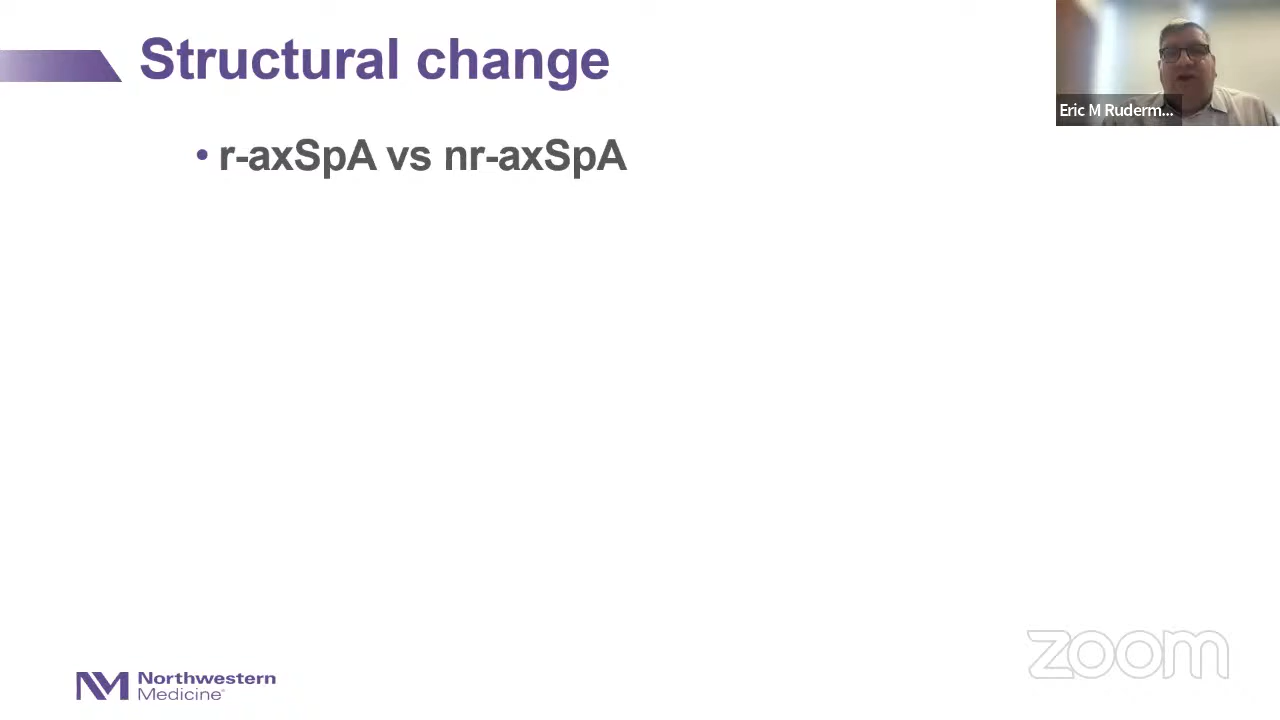 Structural change
Eric M Ruderm...
• r-axSpA vs nr-axSpA
Northwestern
Medicine®
zoom